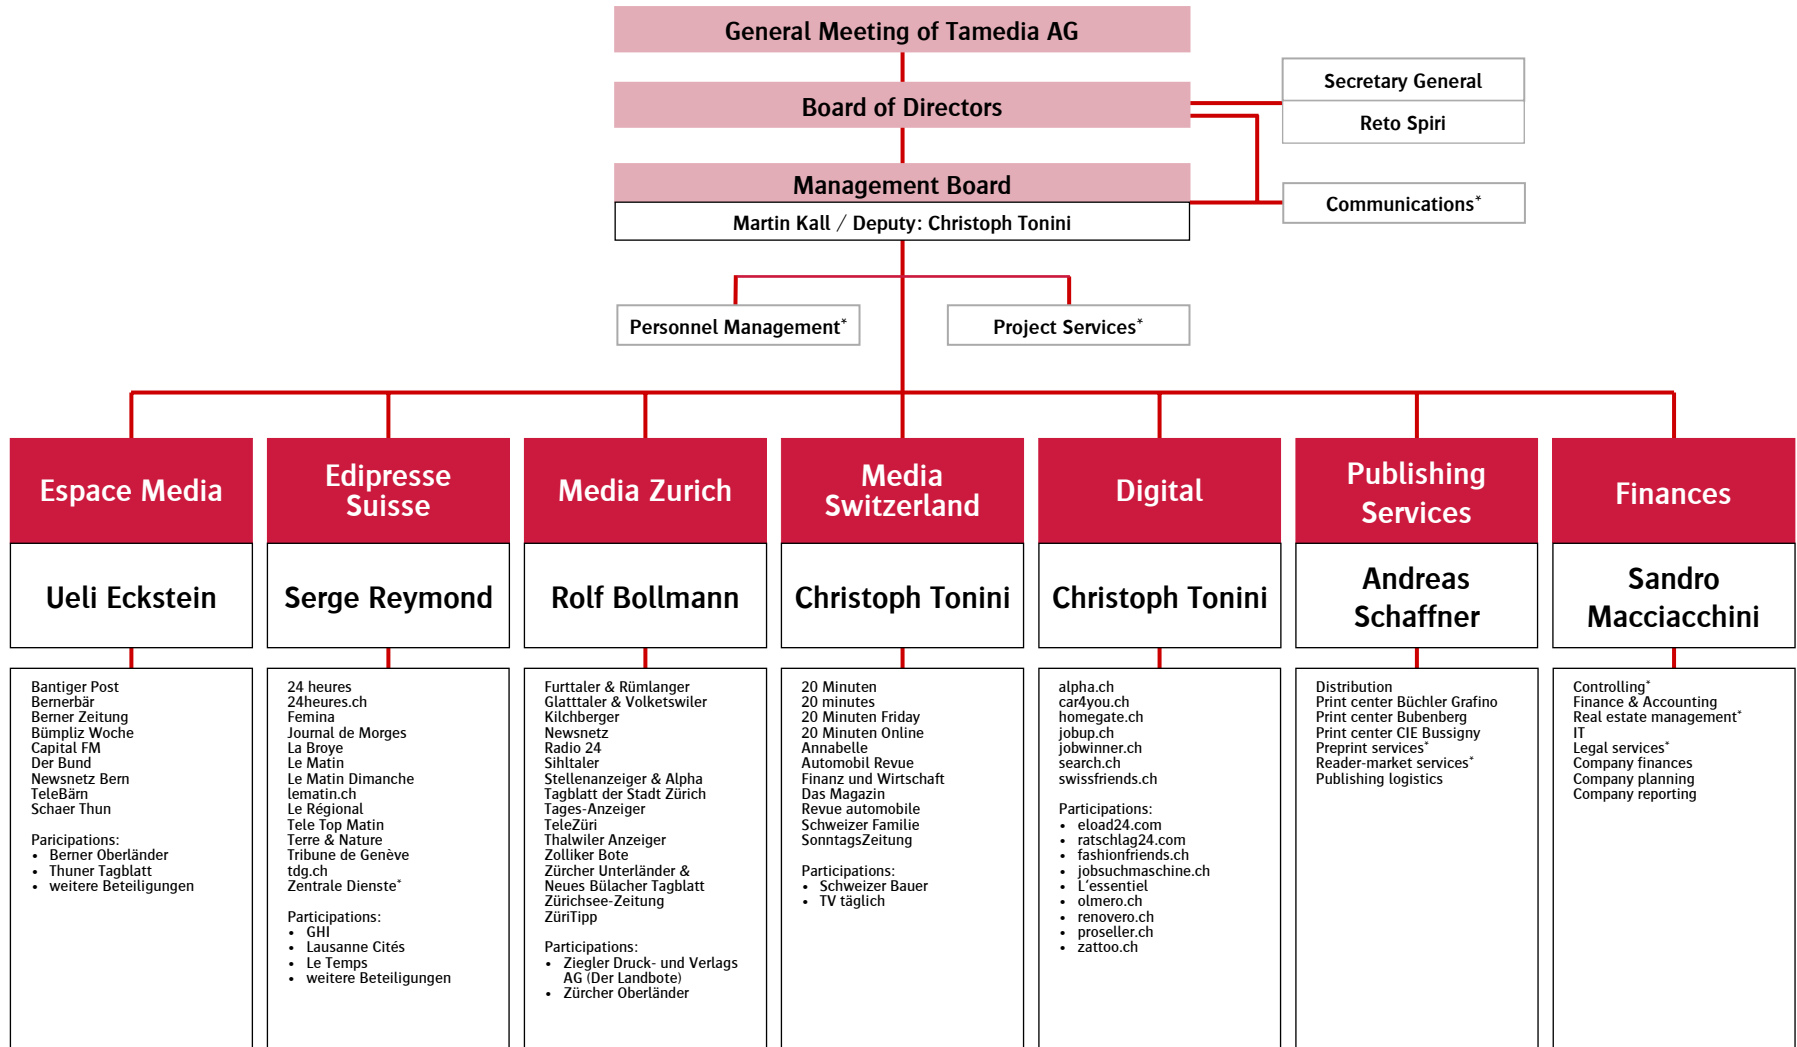 General Meeting of Tamedia AG
Board of Directors
Secretary General
Reto Spiri
Management Board
Martin Kall / Deputy: Christoph Tonini
Communications*
Personnel Management*
Project Services*
Espace Media
Ueli Eckstein
Bantiger Post
Bernerbär
Berner Zeitung
Bümpliz Woche
Capital FM
Der Bund
Newsnetz Bern
TeleBärn
Schaer Thun
Paricipations:
• Berner Oberländer
• Thuner Tagblatt
• weitere Beteiligungen
Edipresse
Suisse
Serge Reymond
24 heures
24heures.ch
Femina
Journal de Morges
La Broye
Le Matin
Le Matin Dimanche
lematin.ch
Le Régional
Tele Top Matin
Terre & Nature
Tribune de Genève
tdg.ch
Zentrale Dienste*
Participations:
• GHI
• Lausanne Cités
• Le Temps
• weitere Beteiligungen
Media Zurich
Rolf Bollmann
Furttaler & Rümlanger
Glatttaler & Volketswiler
Kilchberger
Newsnetz
Radio 24
Sihltaler
Stellenanzeiger & Alpha
Tagblatt der Stadt Zürich
Tages-Anzeiger
TeleZüri
Thalwiler Anzeiger
Zolliker Bote
Zürcher Unterländer &
Neues Bülacher Tagblatt
Zürichsee-Zeitung
ZüriTipp
Participations:
• Ziegler Druck- und Verlags
AG (Der Landbote)
• Zürcher Oberländer
Media
Switzerland
Christoph Tonini
20 Minuten
20 minutes
20 Minuten Friday
20 Minuten Online
Annabelle
Automobil Revue
Finanz und Wirtschaft
Das Magazin
Revue automobile
Schweizer Familie
SonntagsZeitung
Participations:
• Schweizer Bauer
• TV täglich
Digital
Christoph Tonini
alpha.ch
car4you.ch
homegate.ch
jobup.ch
jobwinner.ch
search.ch
swissfriends.ch
Participations:
• eload24.com
• ratschlag24.com
• fashionfriends.ch
• jobsuchmaschine.ch
• L'essentiel
• olmero.ch
• renovero.ch
• proseller.ch
• zattoo.ch
Publishing
Services
Andreas
Schaffner
Distribution
Print center Büchler Grafino
Print center Bubenberg
Print center CIE Bussigny
Preprint services*
Reader-market services*
Publishing logistics
Finances
Sandro
Macciacchini
Controlling*
Finance & Accounting
Real estate management*
IT
Legal services*
Company finances
Company planning
Company reporting